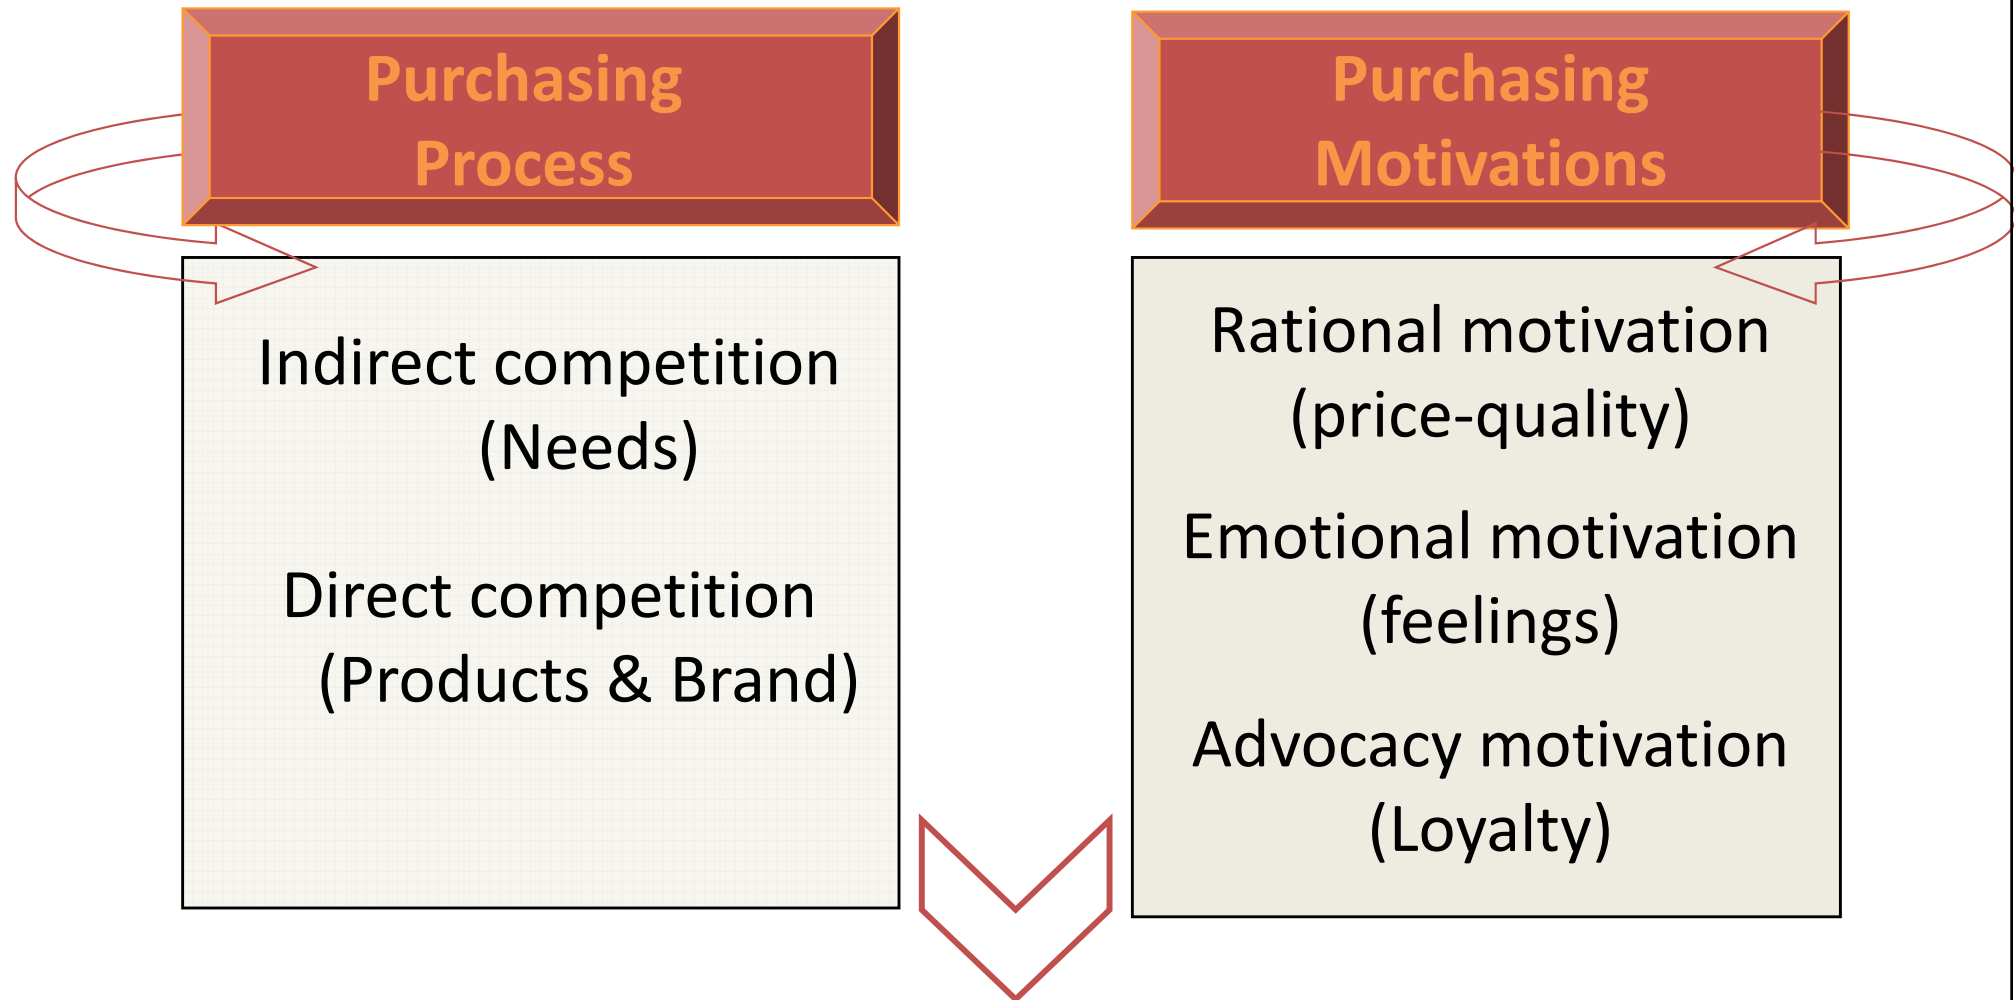 Purchasing
Process
Indirect competition
(Needs)
Direct competition
(Products & Brand)
Purchasing
Motivations
Rational motivation
(price-quality)
Emotional motivation
(feelings)
Advocacy motivation
(Loyalty)